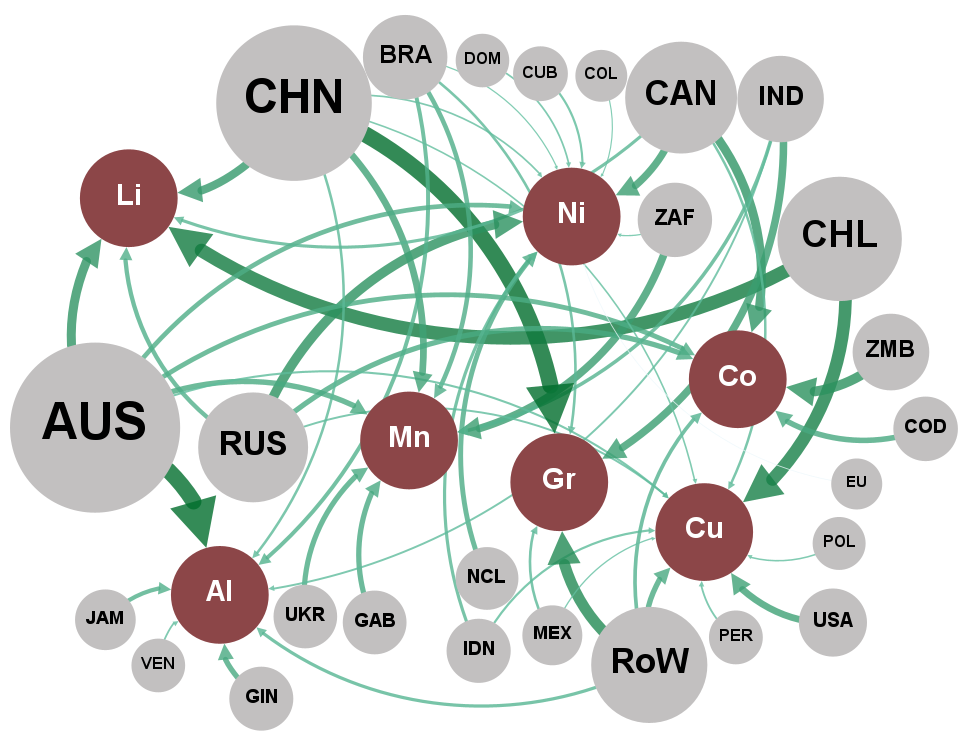 BRA
DOM
CUB
COL
CHN
CAN
IND
Li
Ni
ZAF
CHL
ZMB
Co
AUS
RUS
Mn
COD
Gr
EU
Cu
POL
Al
NCL
JAM
UKR
GAB
MEX
USA
PER
IDN
VEN
RoW
GIN